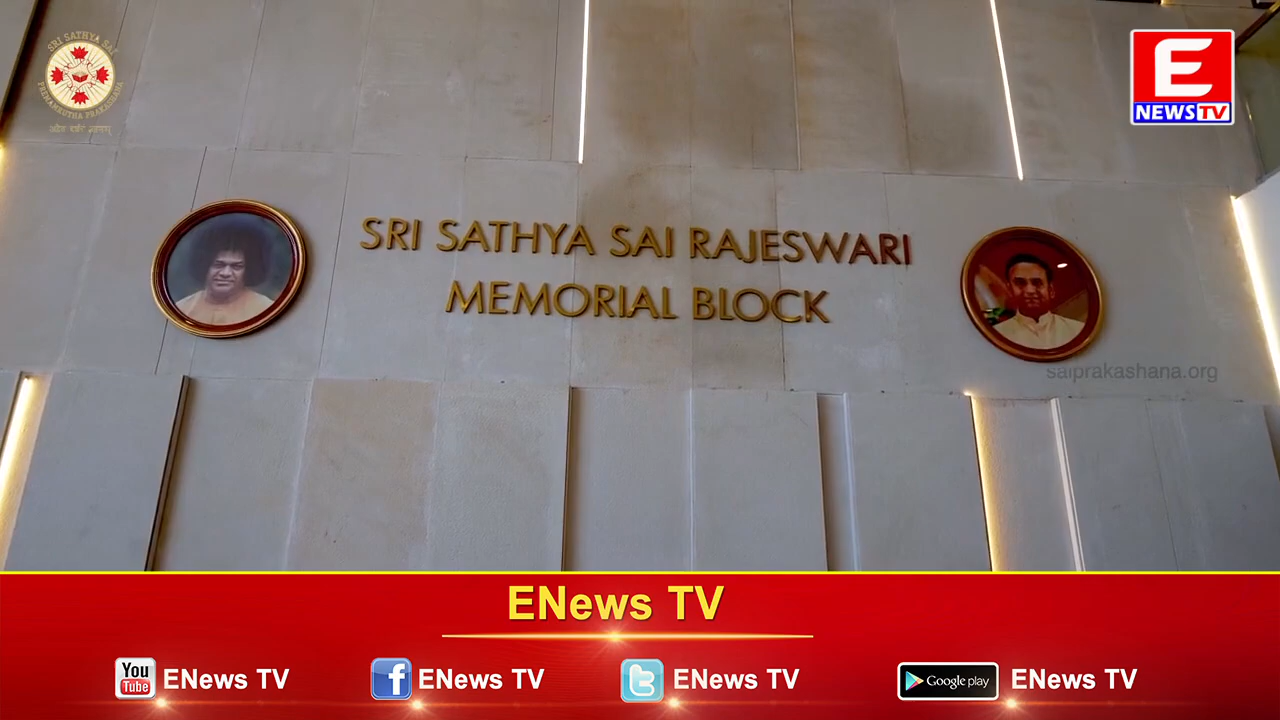 SRI SATHYA SAI
PREMAMRUTHA PRAKASHANA
E
NEWS TV
SRI SATHYA SAI RAJESWARI
MEMORIAL BLOCK
saiprakashana.org
ENews TV
You
Tube
ENews TV
f
ENews TV
t
ENews TV
Google play
ENews TV